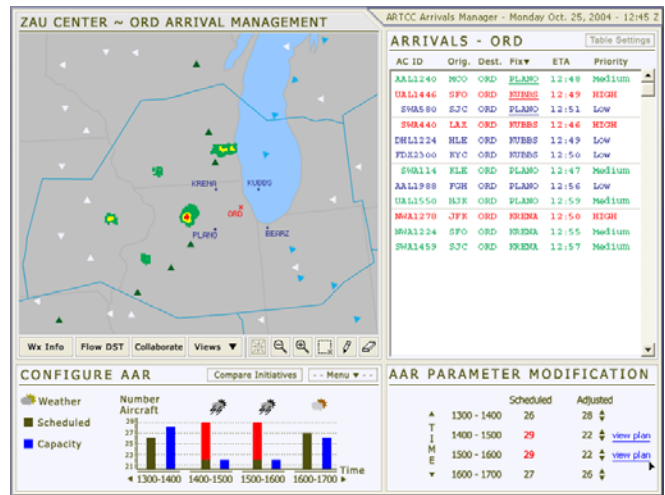 ZAU CENTER ~ ORD ARRIVAL MANAGEMENT
ARTCC Arrivals Manager - Monday Oct. 25, 2004 - 12:45 Z
KRENA
KUBBS
ORD
PLANO
BEARZ
Wx Info Flow DST Collaborate Views ▼
ARRIVALS - ORD Table Settings
AC ID Orig. Dest. Fix▼ ETA Priority
AAL1240 MCO ORD PLANO 12:48 Medium
UAL1446 SFO ORD KUBBS 12:49 HIGH
SWA580 SJC ORD PLANO 12:51 Low
SWA440 LAX ORD KUBBS 12:46 HIGH
DHL1224 HLE ORD KUBBS 12:49 Low
FDX2300 KYC ORD KUBBS 12:50 Low
SWA114 KLE ORD PLANO 12:47 Medium
AAL1988 FGH ORD PLANO 12:56 Low
UAL1550 HJK ORD PLANO 12:59 Medium
NWA1278 JFK ORD KRENA 12:50 HIGH
NWA1224 SFO ORD KRENA 12:55 Medium
SWA1459 SJC ORD KRENA 12:57 Medium
CONFIGURE AAR Compare Initiatives - - Menu ▼ - -
Weather
Scheduled
Capacity
Number
Aircraft
29
27
25
23
21
Time
1300-1400 1400-1500 1500-1600 1600-1700
AAR PARAMETER MODIFICATION
Scheduled Adjusted
TIME
1300 - 1400 26 28
1400 - 1500 29 22 view plan
1500 - 1600 29 22 view plan
1600 - 1700 27 26